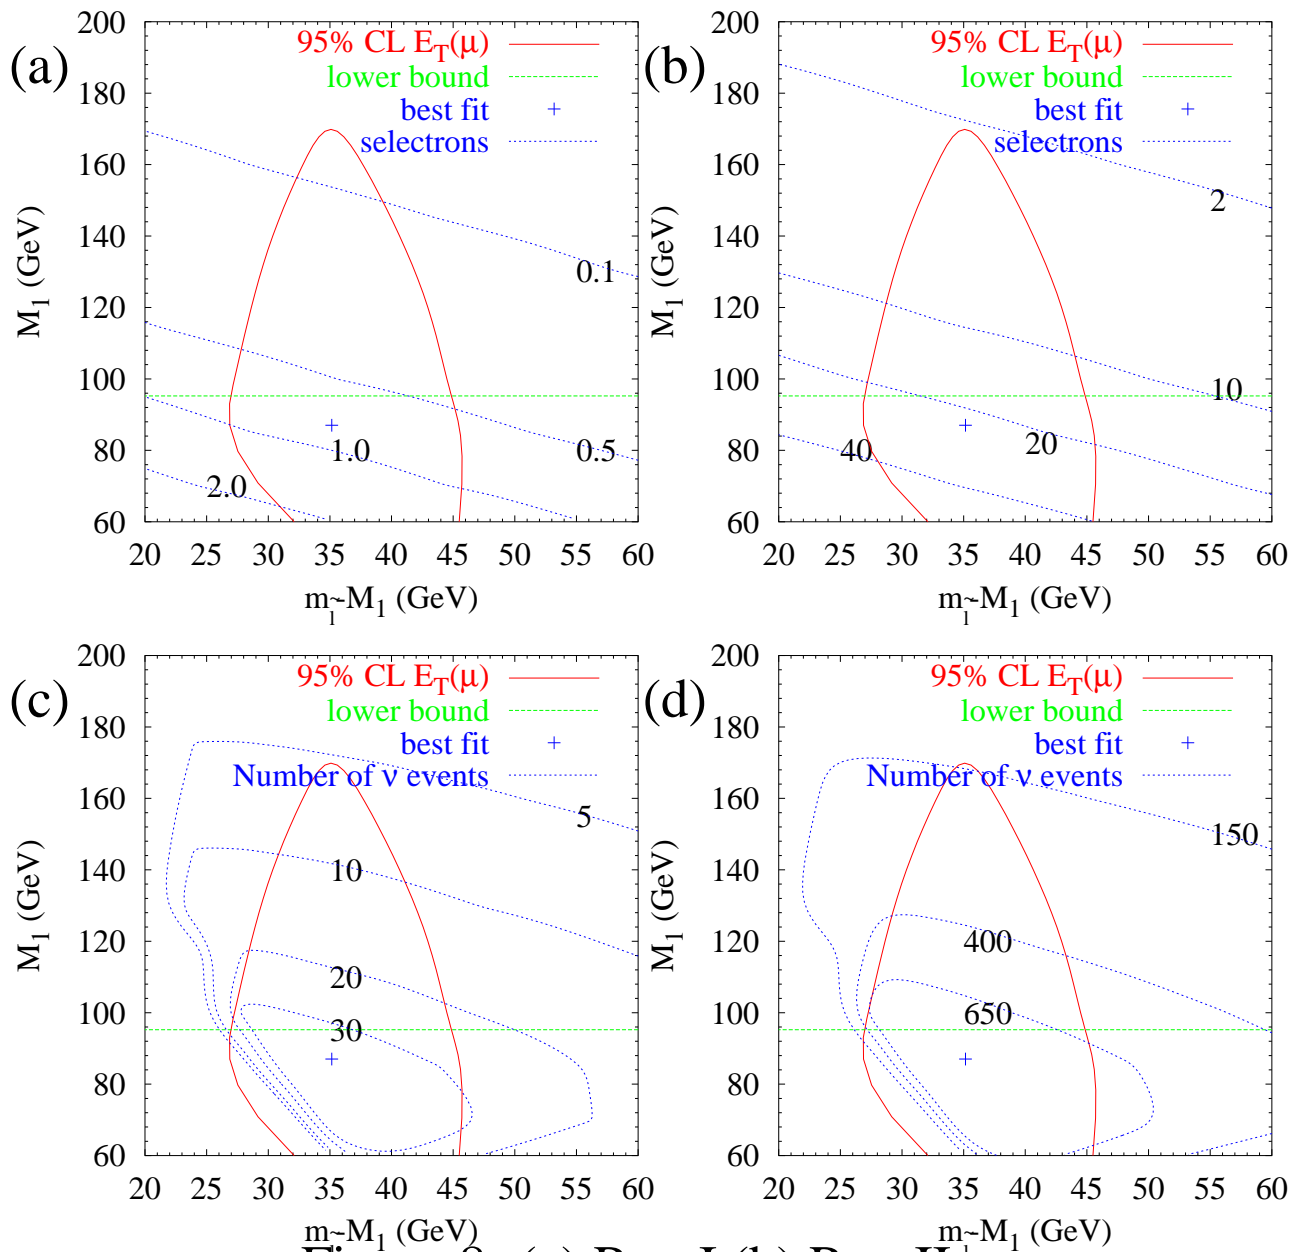 (a)
95% CL E_T(μ)
lower bound
best fit
selectrons
M_1 (GeV)
200
180
160
140
120
100
80
60
0.1
0.5
1.0
2.0
20 25 30 35 40 45 50 55 60
m_l̃-M_1 (GeV)
(b)
95% CL E_T(μ)
lower bound
best fit
selectrons
M_1 (GeV)
200
180
160
140
120
100
80
60
2
10
20
40
20 25 30 35 40 45 50 55 60
m_l̃-M_1 (GeV)
(c)
95% CL E_T(μ)
lower bound
best fit
Number of ν events
M_1 (GeV)
200
180
160
140
120
100
80
60
5
10
20
30
20 25 30 35 40 45 50 55 60
m_l̃-M_1 (GeV)
(d)
95% CL E_T(μ)
lower bound
best fit
Number of ν events
M_1 (GeV)
200
180
160
140
120
100
80
60
150
400
650
20 25 30 35 40 45 50 55 60
m_l̃-M_1 (GeV)